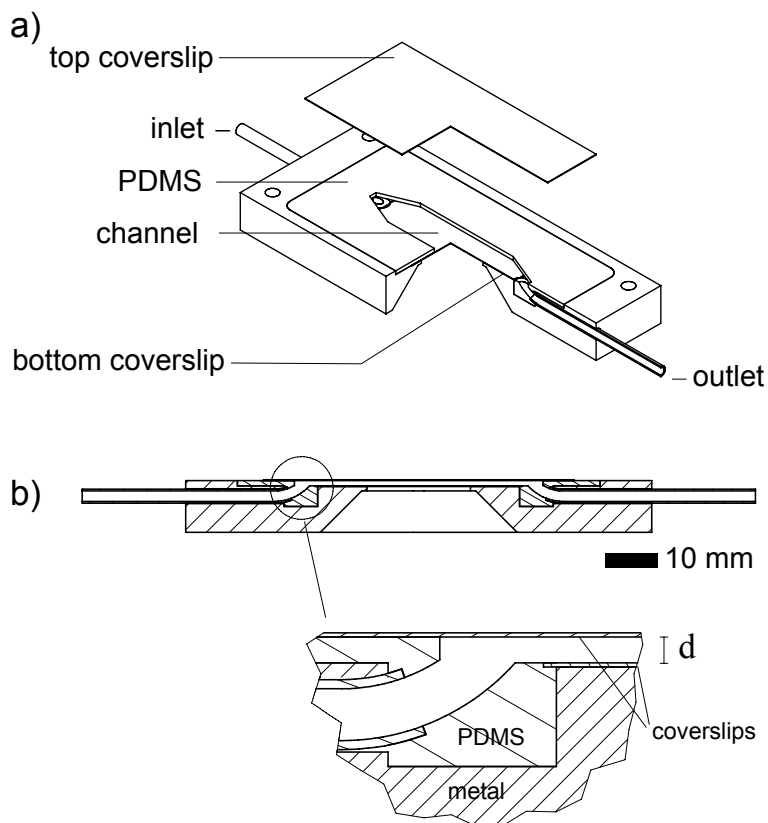 a)
top coverslip
inlet
PDMS
channel
bottom coverslip
outlet
b)
10 mm
d
coverslips
PDMS
metal